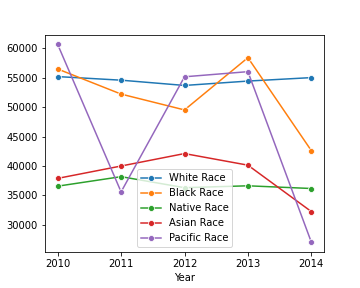 60000
55000
50000
45000
40000
35000
30000
White Race
Black Race
Native Race
Asian Race
Pacific Race
2010 2011 2012 2013 2014
Year